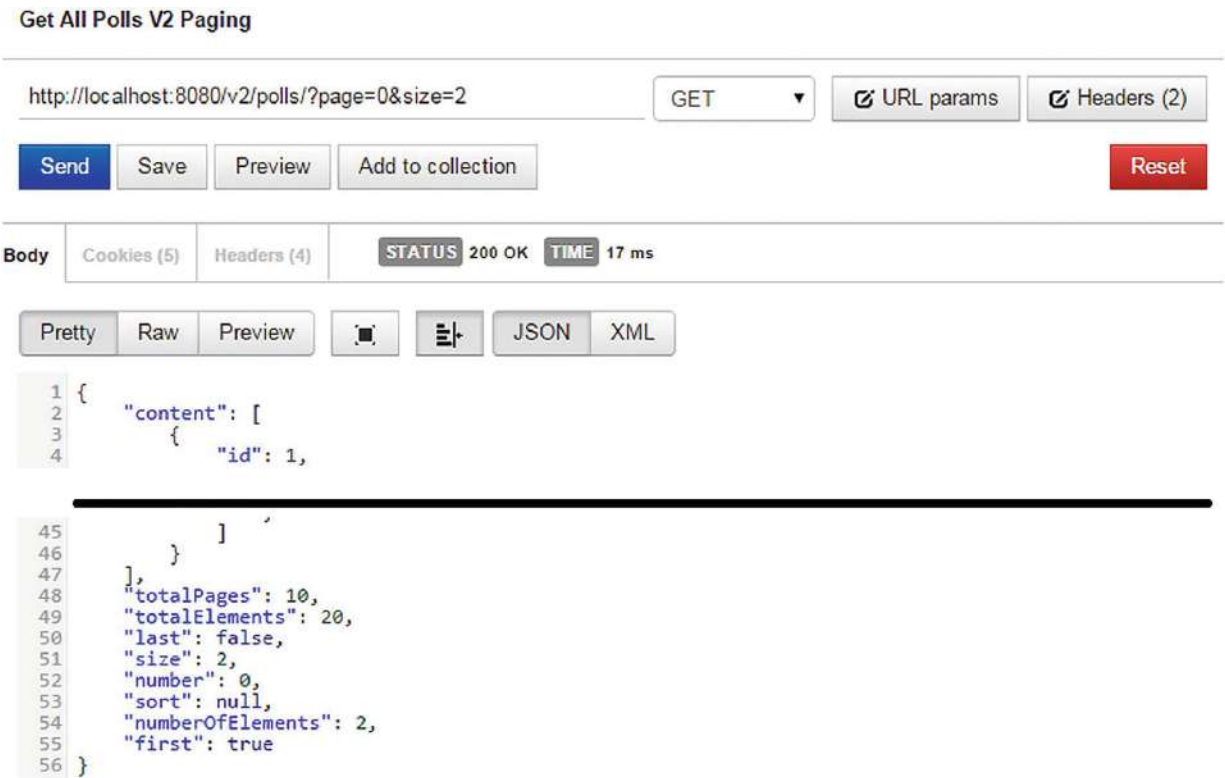 Get All Polls V2 Paging
http://localhost:8080/v2/polls/?page=0&size=2 GET URL params Headers (2)
Send Save Preview Add to collection Reset
Body Cookies (5) Headers (4) STATUS 200 OK TIME 17 ms
Pretty Raw Preview JSON XML
1 {
2 "content": [
3 {
4 "id": 1,
45 ]
46 }
47 ],
48 "totalPages": 10,
49 "totalElements": 20,
50 "last": false,
51 "size": 2,
52 "number": 0,
53 "sort": null,
54 "numberOfElements": 2,
55 "first": true
56 }